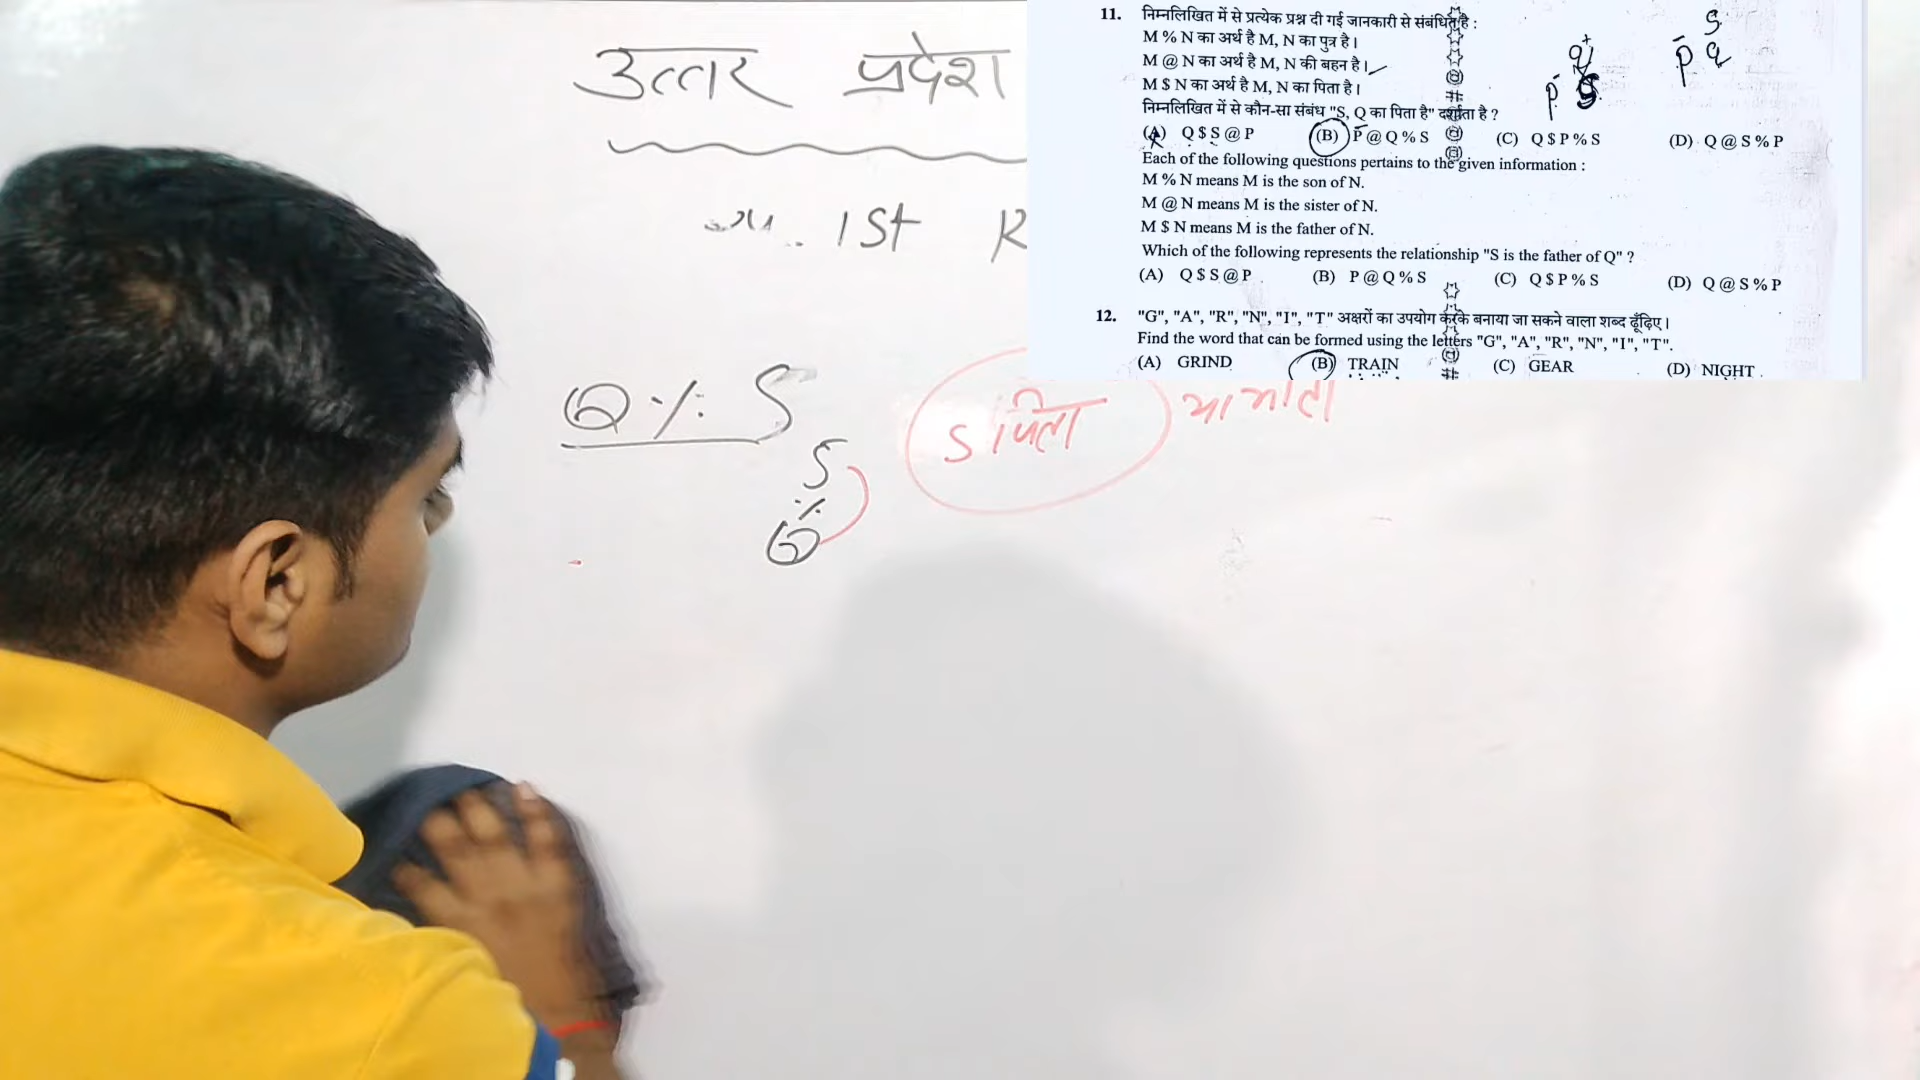 उत्तर प्रदेश
1st R
Q % S
S
%
Q
S पिता या माता
11. निम्नलिखित में से प्रत्येक प्रश्न दी गई जानकारी से संबंधित है :
M % N का अर्थ है M, N का पुत्र है।
M @ N का अर्थ है M, N की बहन है।
M $ N का अर्थ है M, N का पिता है।
निम्नलिखित में से कौन-सा संबंध "S, Q का पिता है" दर्शाता है ?
(A) Q $ S @ P (B) P @ Q % S (C) Q $ P % S (D) Q @ S % P
Each of the following questions pertains to the given information :
M % N means M is the son of N.
M @ N means M is the sister of N.
M $ N means M is the father of N.
Which of the following represents the relationship "S is the father of Q" ?
(A) Q $ S @ P (B) P @ Q % S (C) Q $ P % S (D) Q @ S % P
12. "G", "A", "R", "N", "I", "T" अक्षरों का उपयोग करके बनाया जा सकने वाला शब्द ढूँढ़िए।
Find the word that can be formed using the letters "G", "A", "R", "N", "I", "T".
(A) GRIND (B) TRAIN (C) GEAR (D) NIGHT